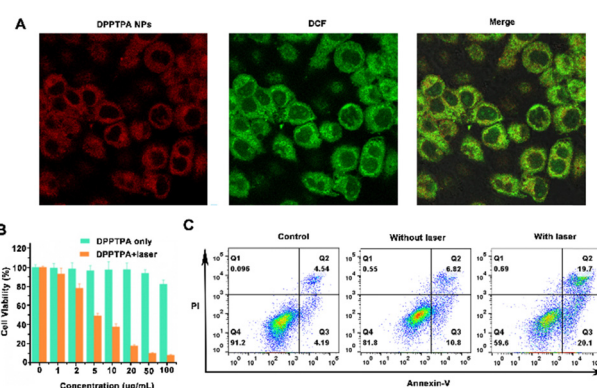 A
DPPTPA NPs
DCF
Merge
B
DPPTPA only
DPPTPA+laser
Cell Viability (%)
120
100
80
60
40
20
0
0 1 2 5 10 20 50 100
Concentration (μg/mL)
C
Control
Without laser
With laser
Q1
0.096
Q2
4.54
Q4
91.2
Q3
4.19
Q1
0.55
Q2
6.82
Q4
81.8
Q3
10.8
Q1
0.69
Q2
19.7
Q4
59.6
Q3
20.1
PI
Annexin-V